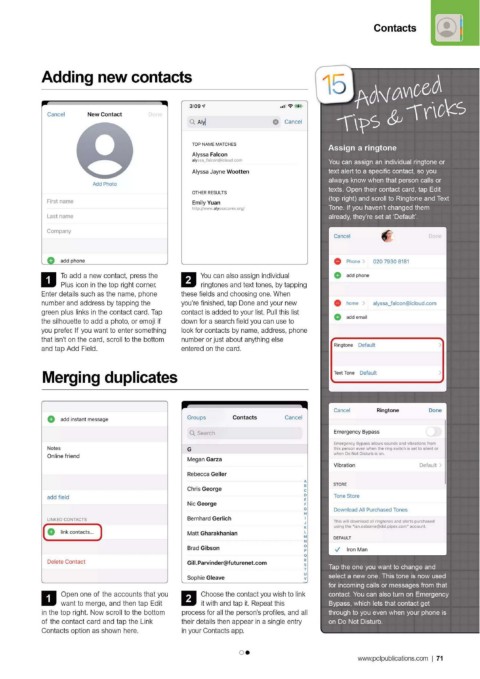 Contacts
Adding new contacts
Cancel New Contact Done
Add Photo
First name
Last name
Company
add phone
3:09
Aly Cancel
TOP NAME MATCHES
Alyssa Falcon
alyssa_falcon@icloud.com
Alyssa Jayne Wootten
OTHER RESULTS
Emily Yuan
1 To add a new contact, press the
Plus icon in the top right corner.
Enter details such as the name, phone
number and address by tapping the
green plus links in the contact card. Tap
the silhouette to add a photo, or emoji if
you prefer. If you want to enter something
that isn't on the card, scroll to the bottom
and tap Add Field.
2 You can also assign individual
ringtones and text tones, by tapping
these fields and choosing one. When
you're finished, tap Done and your new
contact is added to your list. Pull this list
down for a search field you can use to
look for contacts by name, address, phone
number or just about anything else
entered on the card.
Merging duplicates
add instant message
Notes
Online friend
add field
LINKED CONTACTS
link contacts...
Delete Contact
Groups Contacts Cancel
Search
G
Megan Garza
Rebecca Geller
Chris George
Nic George
Bernhard Gerlich
Matt Gharakhanian
Brad Gibson
Gill.Parvinder@futurenet.com
Sophie Gleave
1 Open one of the accounts that you
want to merge, and then tap Edit
in the top right. Now scroll to the bottom
of the contact card and tap the Link
Contacts option as shown here.
2 Choose the contact you wish to link
it with and tap it. Repeat this
process for all the person's profiles, and all
their details then appear in a single entry
in your Contacts app.
15
Advanced
Tips & Tricks
Assign a ringtone
You can assign an individual ringtone or
text alert to a specific contact, so you
always know when that person calls or
texts. Open their contact card, tap Edit
(top right) and scroll to Ringtone and Text
Tone. If you haven't changed them
already, they're set at 'Default'.
Cancel Done
Phone 020 7930 8181
add phone
home alyssa_falcon@icloud.com
add email
Ringtone Default
Text Tone Default
Cancel Ringtone Done
Emergency Bypass
Emergency Bypass allows sounds and vibrations from
this person even when the ring switch is set to silent or
when Do Not Disturb is on.
Vibration Default
STORE
Tone Store
Download All Purchased Tones
This will download all ringtones and alerts purchased
using the account.
DEFAULT
Iron Man
Tap the one you want to change and
select a new one. This tone is now used
for incoming calls or messages from that
contact. You can also turn on Emergency
Bypass, which lets that contact get
through to you even when your phone is
on Do Not Disturb.
www.pclpublications.com | 71